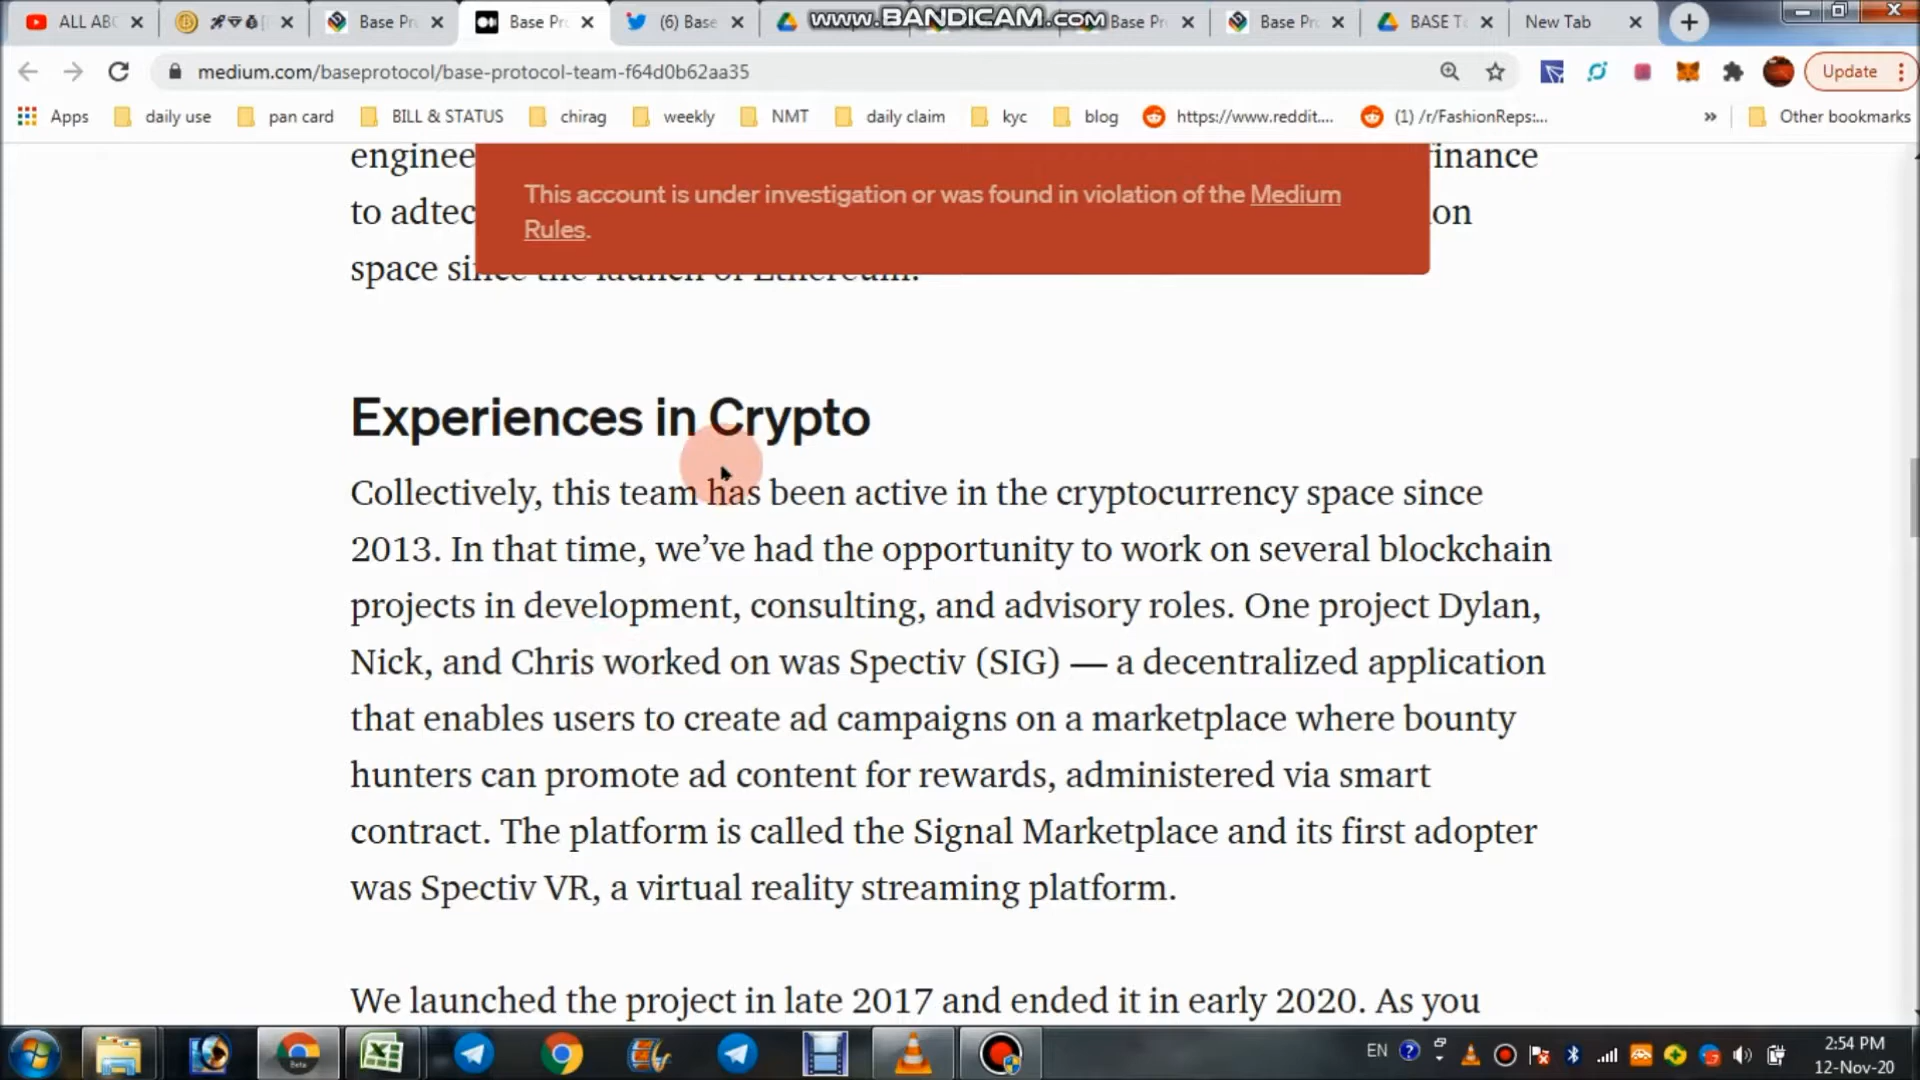 ALL ABC
Base Pr
Base Pr
(6) Base
www.BANDICAM.com
Base Pr
Base Pr
BASE T
New Tab
medium.com/baseprotocol/base-protocol-team-f64d0b62aa35
Update
Apps
daily use
pan card
BILL & STATUS
chirag
weekly
NMT
daily claim
kyc
blog
https://www.reddit....
(1) /r/FashionReps:...
»
Other bookmarks
This account is under investigation or was found in violation of the Medium
Rules.
enginee inance
to adtec on
space sin the launch of Ethereum.
Experiences in Crypto
Collectively, this team has been active in the cryptocurrency space since
2013. In that time, we’ve had the opportunity to work on several blockchain
projects in development, consulting, and advisory roles. One project Dylan,
Nick, and Chris worked on was Spectiv (SIG) — a decentralized application
that enables users to create ad campaigns on a marketplace where bounty
hunters can promote ad content for rewards, administered via smart
contract. The platform is called the Signal Marketplace and its first adopter
was Spectiv VR, a virtual reality streaming platform.
We launched the project in late 2017 and ended it in early 2020. As you
Beta
EN
2:54 PM
12-Nov-20